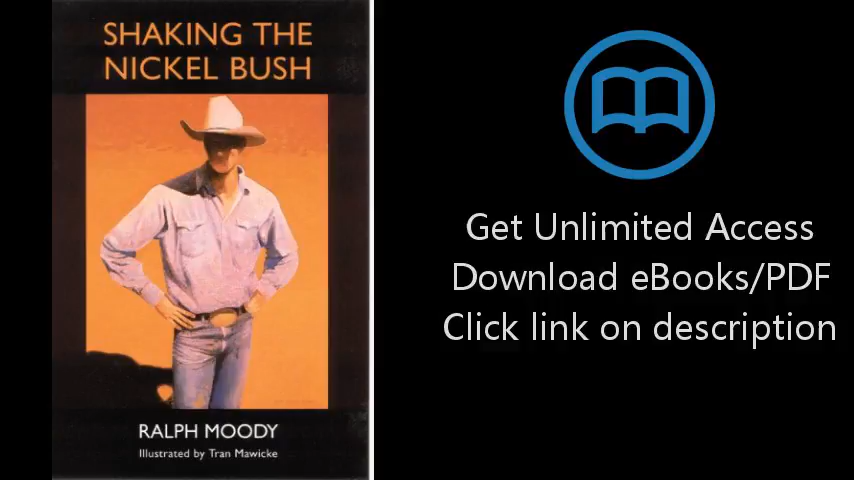 SHAKING THE
NICKEL BUSH
RALPH MOODY
Illustrated by Tran Mawicke
Get Unlimited Access
Download eBooks/PDF
Click link on description